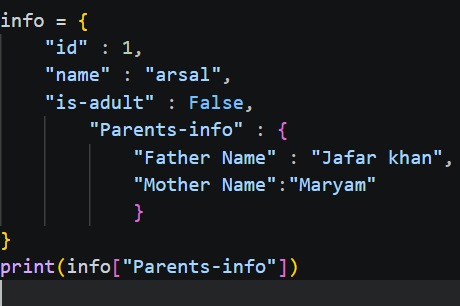 info = {
    "id" : 1,
    "name" : "arsal",
    "is-adult" : False,
        "Parents-info" : {
            "Father Name" : "Jafar khan",
            "Mother Name":"Maryam"
            }
}
print(info["Parents-info"])